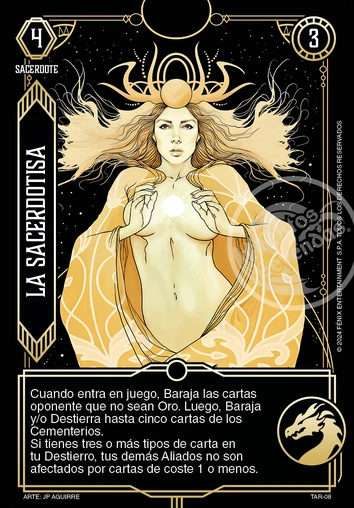 4
3
SACERDOTE
LA SACERDOTISA
© 2024 FÉNIX ENTERTAINMENT S.P.A. TODOS LOS DERECHOS RESERVADOS
Cuando entra en juego, Baraja las cartas
oponente que no sean Oro. Luego, Baraja
y/o Destierra hasta cinco cartas de los
Cementerios.
Si tienes tres o más tipos de carta en
tu Destierro, tus demás Aliados no son
afectados por cartas de coste 1 o menos.
ARTE: JP AGUIRRE
TAR-08